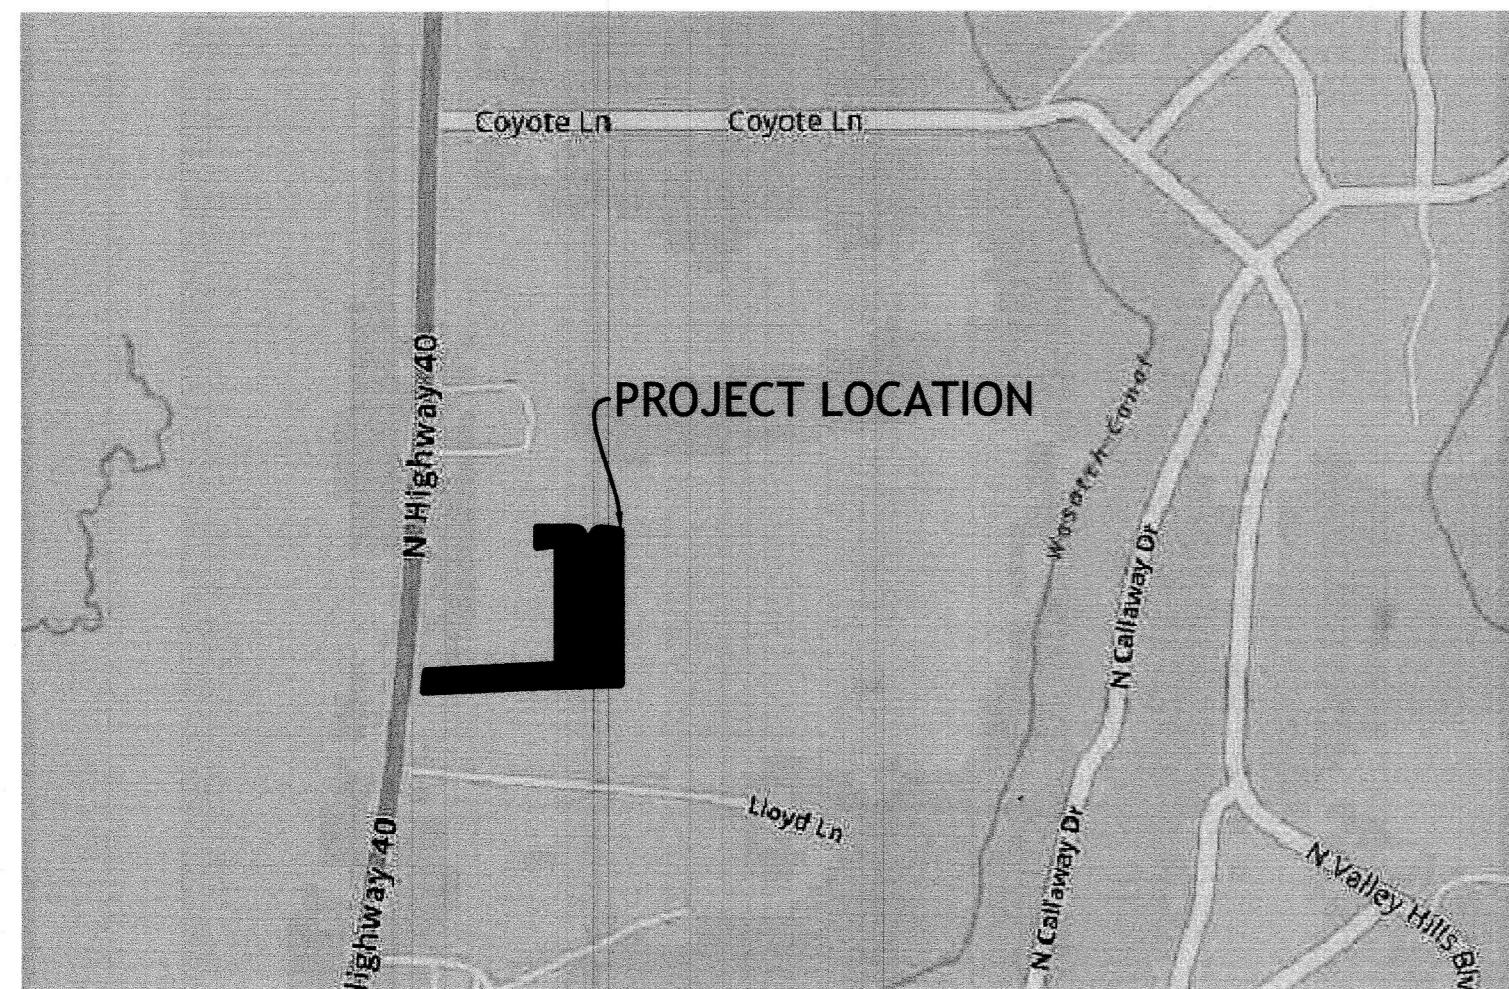 Coyote Ln
Coyote Ln
N Highway 40
PROJECT LOCATION
Wasatch Canal
N Callaway Dr
Lloyd Ln
Highway 40
N Callaway Dr
N Valley Hills Blv